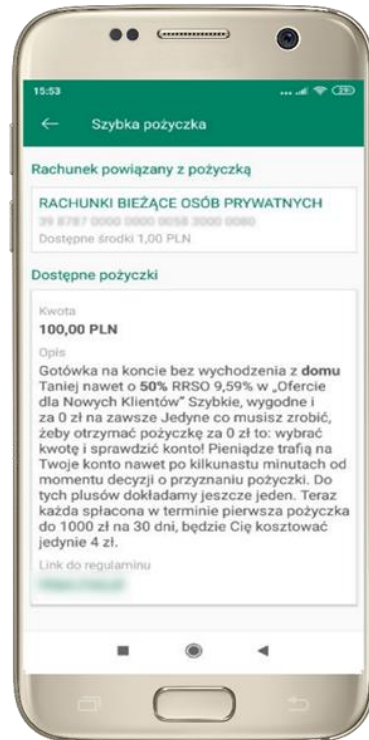 15:53
Szybka pożyczka
Rachunek powiązany z pożyczką
RACHUNKI BIEŻĄCE OSÓB PRYWATNYCH
Dostępne środki 1,00 PLN
Dostępne pożyczki
Kwota
100,00 PLN
Opis
Gotówka na koncie bez wychodzenia z domu
Taniej nawet o 50% RRSO 9,59% w „Ofercie
dla Nowych Klientów” Szybkie, wygodne i
za 0 zł na zawsze Jedyne co musisz zrobić,
żeby otrzymać pożyczkę za 0 zł to: wybrać
kwotę i sprawdzić konto! Pieniądze trafią na
Twoje konto nawet po kilkunastu minutach od
momentu decyzji o przyznaniu pożyczki. Do
tych plusów dokładamy jeszcze jeden. Teraz
każda spłacona w terminie pierwsza pożyczka
do 1000 zł na 30 dni, będzie Cię kosztować
jedynie 4 zł.
Link do regulaminu